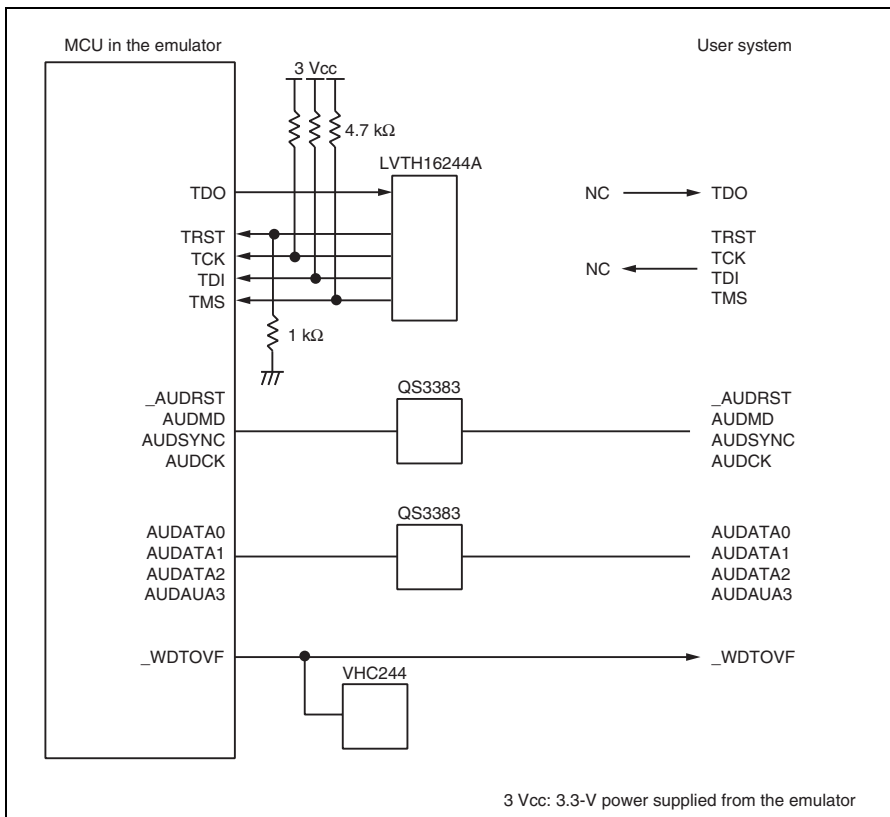 MCU in the emulator
User system
3 Vcc
4.7 kΩ
LVTH16244A
TDO
NC
TDO
TRST
TCK
TDI
TMS
NC
TRST
TCK
TDI
TMS
1 kΩ
QS3383
_AUDRST
AUDMD
AUDSYNC
AUDCK
_AUDRST
AUDMD
AUDSYNC
AUDCK
QS3383
AUDATA0
AUDATA1
AUDATA2
AUDAUA3
AUDATA0
AUDATA1
AUDATA2
AUDAUA3
_WDTOVF
_WDTOVF
VHC244
3 Vcc: 3.3-V power supplied from the emulator